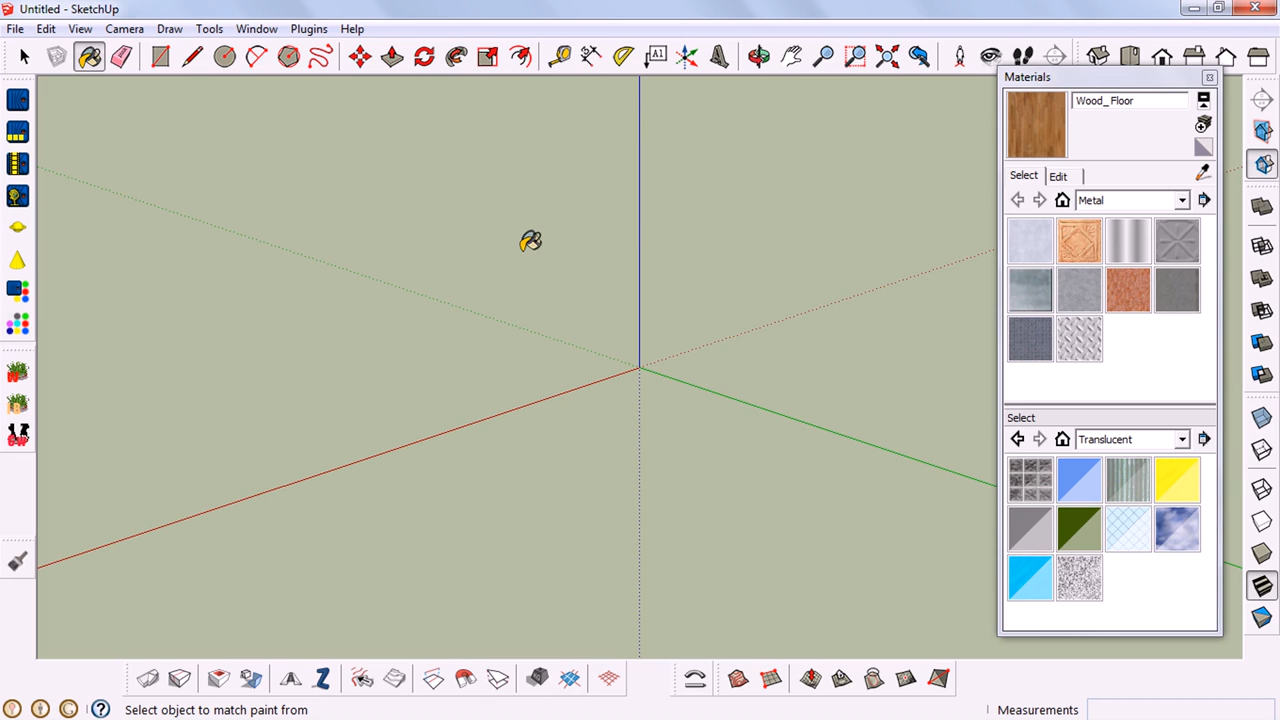 Untitled - SketchUp
File Edit View Camera Draw Tools Window Plugins Help
A1
Materials
Wood_Floor
Select Edit
Metal
Select
Translucent
Select object to match paint from
Measurements